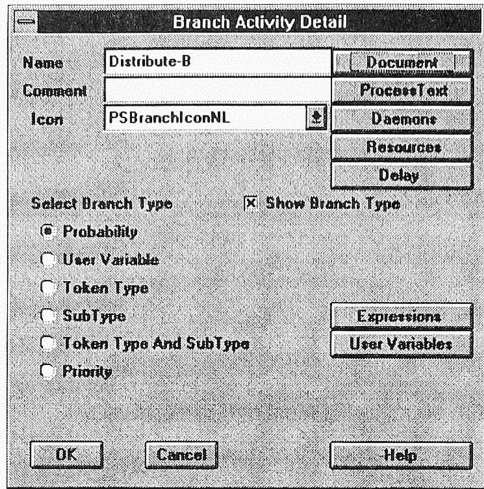 Branch Activity Detail
Name Distribute-B Document
Comment ProcessText
Icon PSBranchIconNL Daemons
Resources
Delay
Select Branch Type Show Branch Type
Probability
User Variable
Token Type
SubType Expressions
Token Type And SubType User Variables
Priority
OK Cancel Help